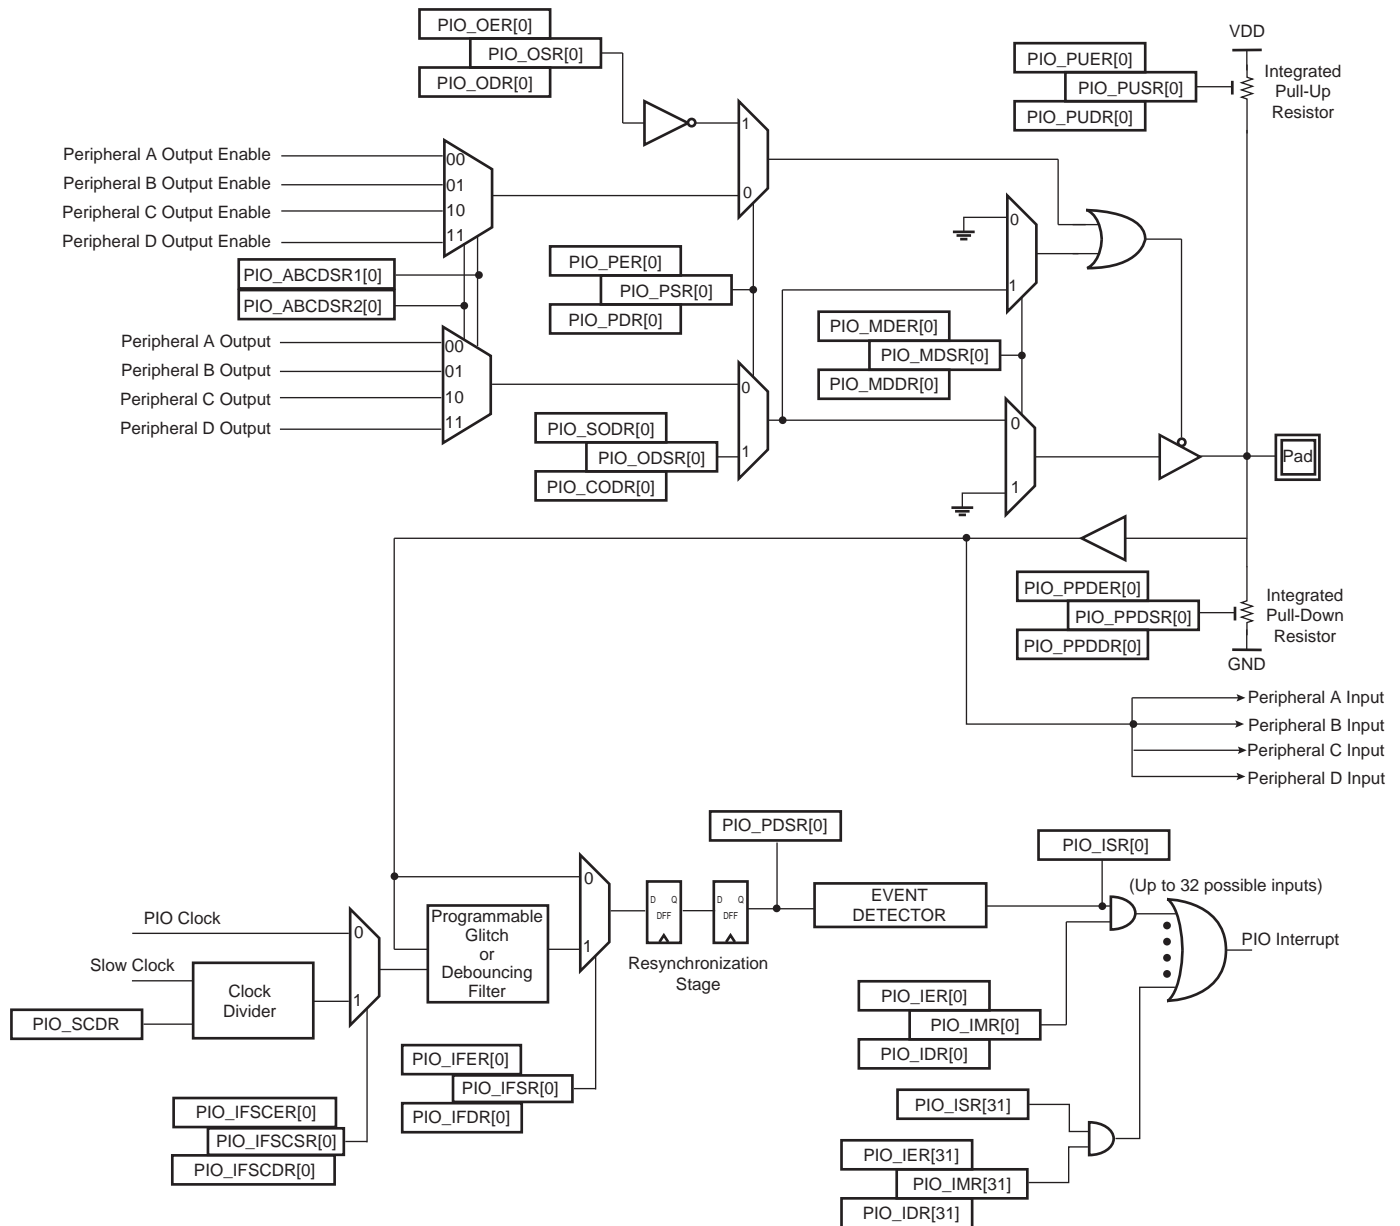 PIO_OER[0]
PIO_OSR[0]
PIO_ODR[0]
VDD
PIO_PUER[0]
PIO_PUSR[0]
PIO_PUDR[0]
Integrated
Pull-Up
Resistor
1
0
Peripheral A Output Enable
Peripheral B Output Enable
Peripheral C Output Enable
Peripheral D Output Enable
00
01
10
11
PIO_ABCDSR1[0]
PIO_ABCDSR2[0]
PIO_PER[0]
PIO_PSR[0]
PIO_PDR[0]
0
1
PIO_MDER[0]
PIO_MDSR[0]
PIO_MDDR[0]
Peripheral A Output
Peripheral B Output
Peripheral C Output
Peripheral D Output
00
01
10
11
0
1
PIO_SODR[0]
PIO_ODSR[0]
PIO_CODR[0]
0
1
Pad
PIO_PPDER[0]
PIO_PPDSR[0]
PIO_PPDDR[0]
Integrated
Pull-Down
Resistor
GND
Peripheral A Input
Peripheral B Input
Peripheral C Input
Peripheral D Input
PIO_PDSR[0]
PIO_ISR[0]
(Up to 32 possible inputs)
EVENT
DETECTOR
PIO Interrupt
D Q
DFF
D Q
DFF
Resynchronization
Stage
0
1
Programmable
Glitch
or
Debouncing
Filter
PIO Clock
Slow Clock
0
1
Clock
Divider
PIO_SCDR
PIO_IER[0]
PIO_IMR[0]
PIO_IDR[0]
PIO_IFER[0]
PIO_IFSR[0]
PIO_IFDR[0]
PIO_IFSCER[0]
PIO_IFSCSR[0]
PIO_IFSCDR[0]
PIO_ISR[31]
PIO_IER[31]
PIO_IMR[31]
PIO_IDR[31]